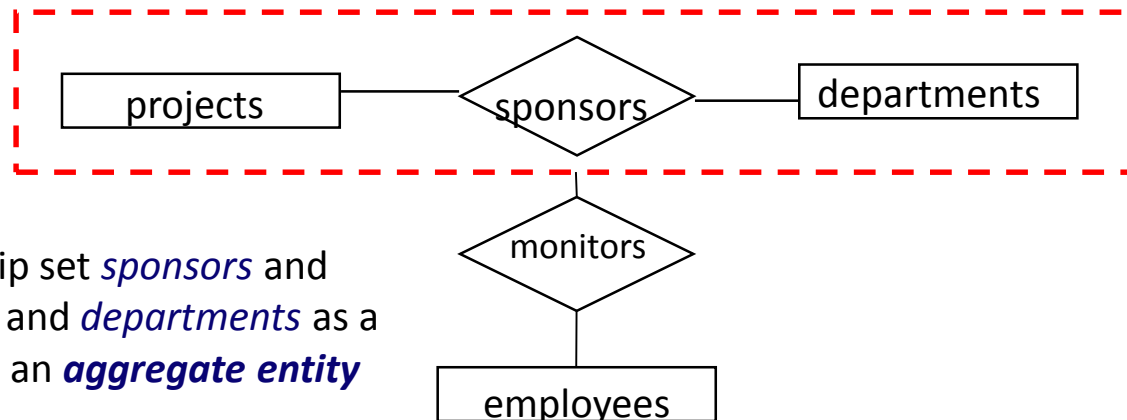 projects
sponsors
departments
monitors
ip set sponsors and
and departments as a
an aggregate entity
employees